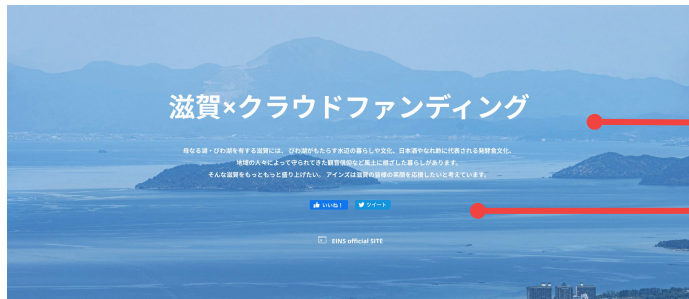 滋賀×クラウドファンディング
母なる湖・びわ湖を有する滋賀には、びわ湖がもたらす水辺の暮らしや文化、日本酒やなれ鮓に代表される発酵食文化、
地域の人々によって守られてきた観音信仰など風土に根ざした暮らしがあります。
そんな滋賀をもっともっと盛り上げたい。アインズは滋賀の皆様の笑顔を応援したいと考えています。
いいね！ ツイート
EINS official SITE